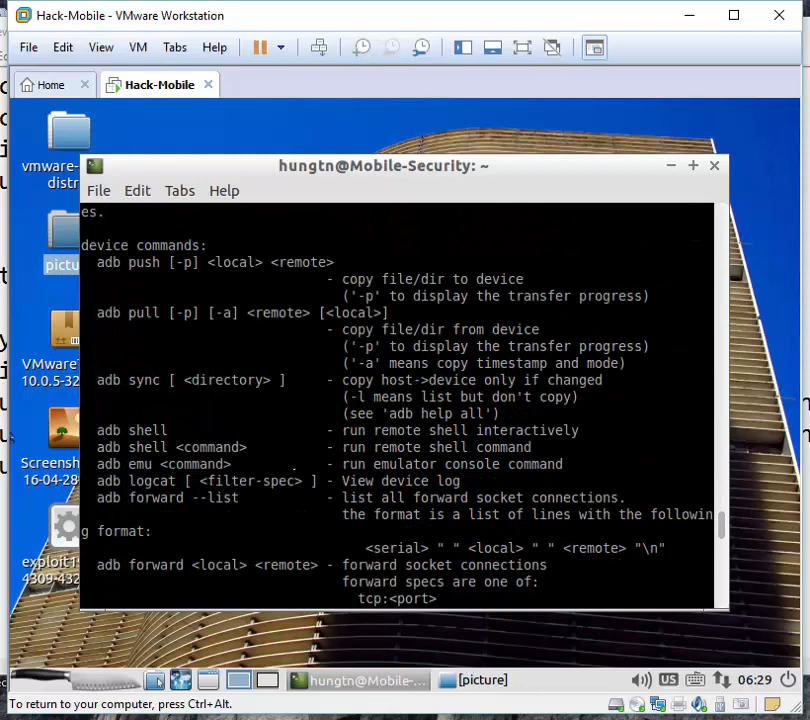 Hack-Mobile - VMware Workstation
File Edit View VM Tabs Help
Home Hack-Mobile
vmware-
distr
pictu
VMwareT
10.0.5-32
Screensh
16-04-28
exploit19
4309-432
hungtn@Mobile-Security: ~
File Edit Tabs Help
es.
device commands:
adb push [-p] <local> <remote>
- copy file/dir to device
('-p' to display the transfer progress)
adb pull [-p] [-a] <remote> [<local>]
- copy file/dir from device
('-p' to display the transfer progress)
('-a' means copy timestamp and mode)
adb sync [ <directory> ] - copy host->device only if changed
(-l means list but don't copy)
(see 'adb help all')
adb shell - run remote shell interactively
adb shell <command> - run remote shell command
adb emu <command> - run emulator console command
adb logcat [ <filter-spec> ] - View device log
adb forward --list - list all forward socket connections.
the format is a list of lines with the followin
g format:
<serial> " " <local> " " <remote> "\n"
adb forward <local> <remote> - forward socket connections
forward specs are one of:
tcp:<port>
hungtn@Mobile-... [picture] US 06:29
To return to your computer, press Ctrl+Alt.